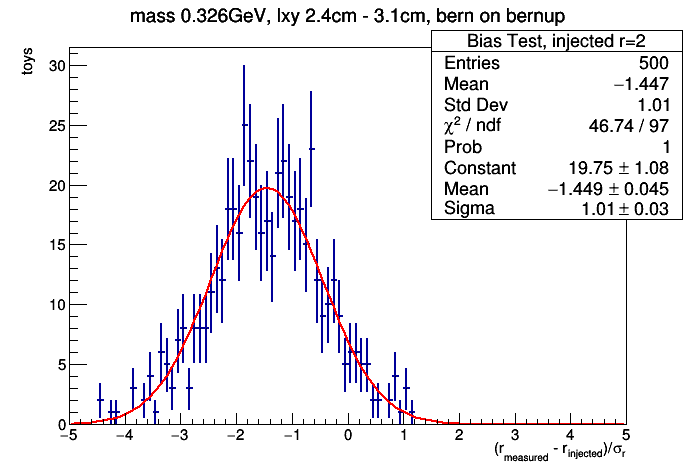 mass 0.326GeV, lxy 2.4cm - 3.1cm, bern on bernup
toys
Bias Test, injected r=2
Entries 500
Mean −1.447
Std Dev 1.01
χ² / ndf 46.74 / 97
Prob 1
Constant 19.75 ± 1.08
Mean −1.449 ± 0.045
Sigma 1.01 ± 0.03
30
25
20
15
10
5
0
−5 −4 −3 −2 −1 0 1 2 3 4 5
(r_measured - r_injected)/σ_r